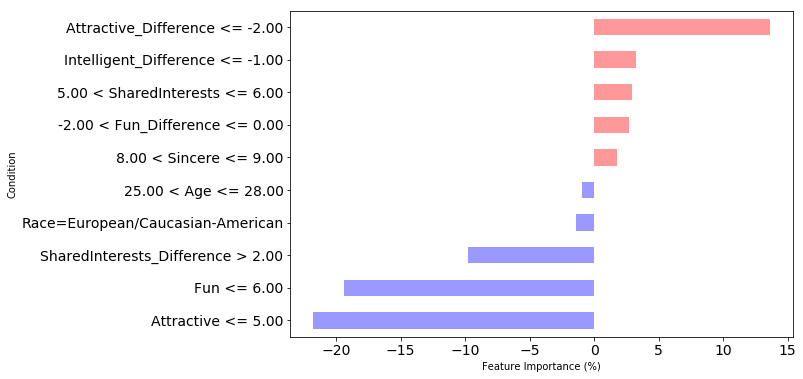 Attractive_Difference <= -2.00
Intelligent_Difference <= -1.00
5.00 < SharedInterests <= 6.00
-2.00 < Fun_Difference <= 0.00
8.00 < Sincere <= 9.00
25.00 < Age <= 28.00
Race=European/Caucasian-American
SharedInterests_Difference > 2.00
Fun <= 6.00
Attractive <= 5.00
Condition
−20 −15 −10 −5 0 5 10 15
Feature Importance (%)